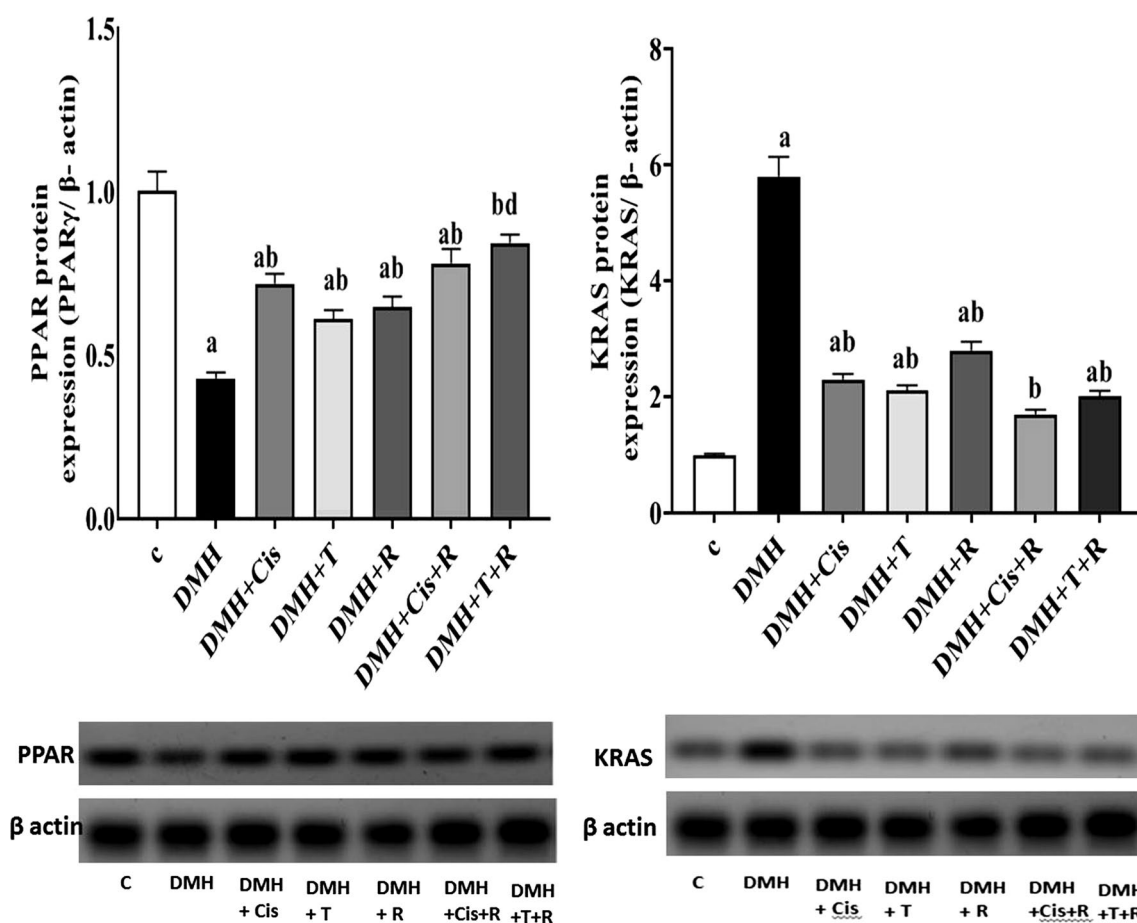 PPAR protein
expression (PPARγ/ β- actin)
1.5
1.0
0.5
0.0
a
ab
ab
ab
ab
bd
c
DMH
DMH+Cis
DMH+T
DMH+R
DMH+Cis+R
DMH+T+R
KRAS protein
expression (KRAS/ β- actin)
8
6
4
2
0
a
ab
ab
ab
b
ab
c
DMH
DMH+Cis
DMH+T
DMH+R
DMH+Cis+R
DMH+T+R
PPAR
β actin
C DMH DMH DMH DMH DMH DMH
+ Cis + T + R +Cis+R +T+R
KRAS
β actin
C DMH DMH DMH DMH DMH DMH
+ Cis + T + R +Cis+R +T+R